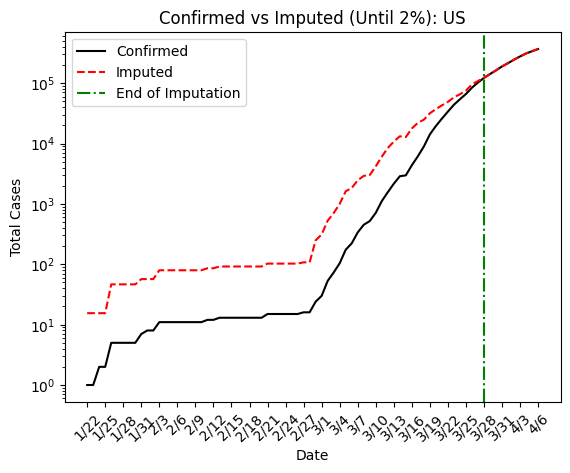 Confirmed vs Imputed (Until 2%): US
Confirmed
Imputed
End of Imputation
Total Cases
10^5
10^4
10^3
10^2
10^1
10^0
1/22 1/25 1/28 1/31 2/3 2/6 2/9 2/12 2/15 2/18 2/21 2/24 2/27 3/1 3/4 3/7 3/10 3/13 3/16 3/19 3/22 3/25 3/28 3/31 4/3 4/6
Date